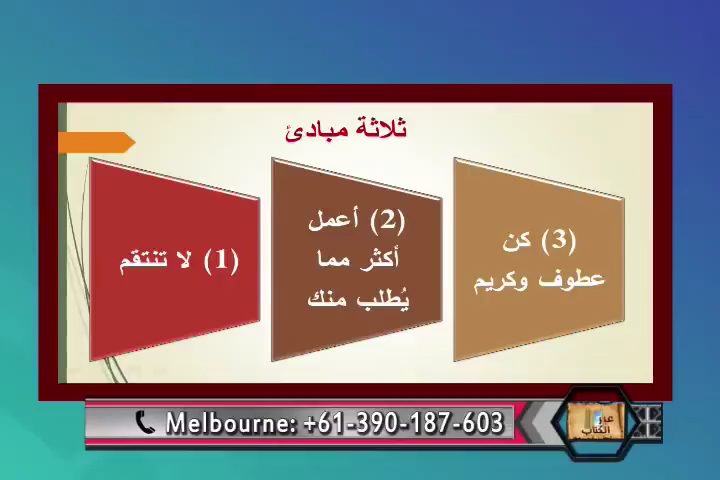 ثلاثة مبادئ
(1) لا تنتقم
(2) أعمل
أكثر مما
يُطلب منك
(3) كن
عطوف وكريم
Melbourne: +61-390-187-603
الكتاب